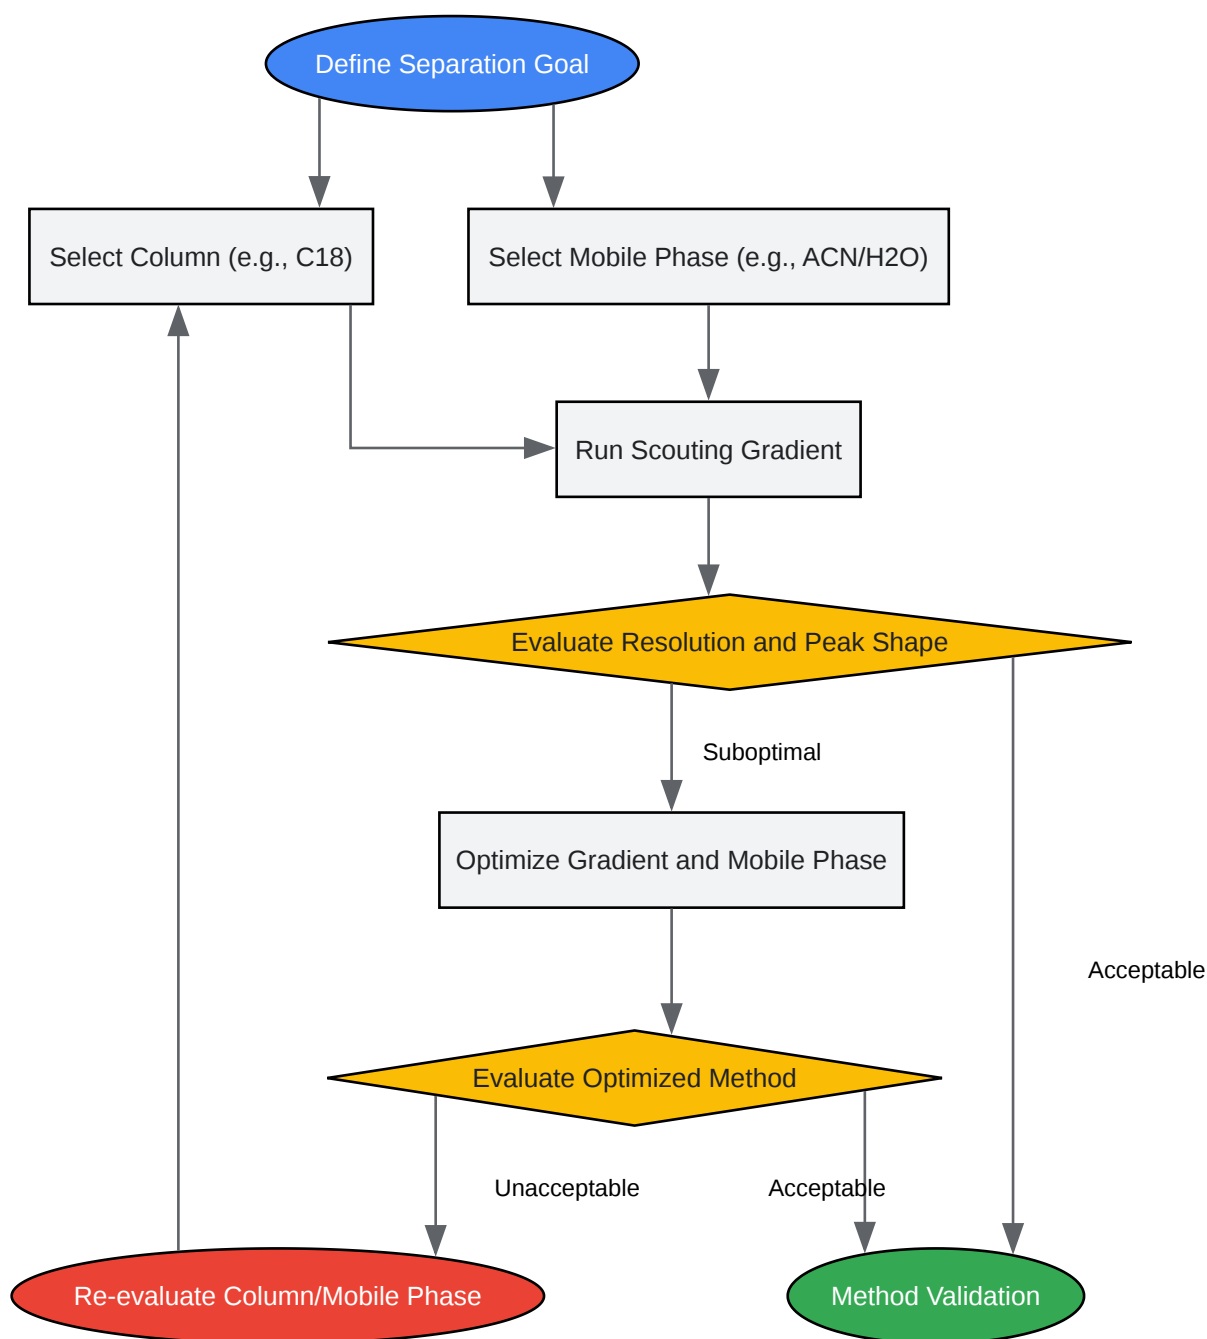 Define Separation Goal
Select Column (e.g., C18)
Select Mobile Phase (e.g., ACN/H2O)
Run Scouting Gradient
Evaluate Resolution and Peak Shape
Suboptimal
Optimize Gradient and Mobile Phase
Acceptable
Evaluate Optimized Method
Unacceptable
Acceptable
Re-evaluate Column/Mobile Phase
Method Validation